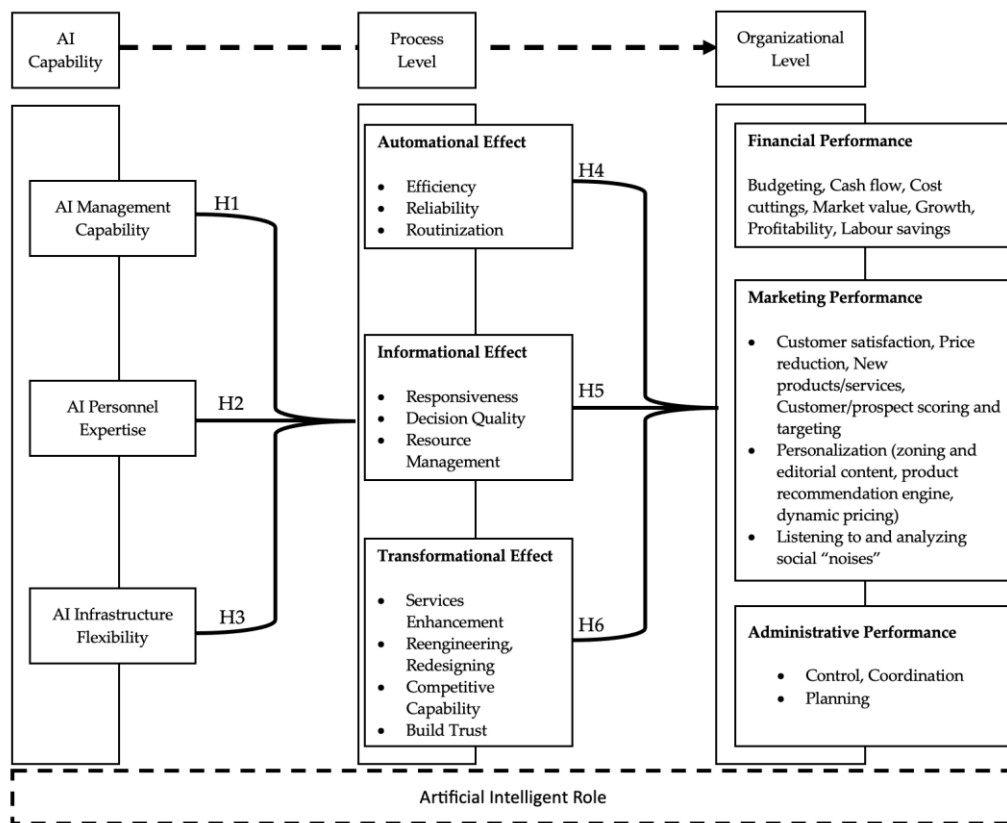 AI
Capability
Process
Level
Organizational
Level
AI Management
Capability
H1
AI Personnel
Expertise
H2
AI Infrastructure
Flexibility
H3
Automational Effect
• Efficiency
• Reliability
• Routinization
H4
Informational Effect
• Responsiveness
• Decision Quality
• Resource
Management
H5
Transformational Effect
• Services
Enhancement
• Reengineering,
Redesigning
• Competitive
Capability
• Build Trust
H6
Financial Performance
Budgeting, Cash flow, Cost
cuttings, Market value, Growth,
Profitability, Labour savings
Marketing Performance
• Customer satisfaction, Price
reduction, New
products/services,
Customer/prospect scoring and
targeting
• Personalization (zoning and
editorial content, product
recommendation engine,
dynamic pricing)
• Listening to and analyzing
social “noises”
Administrative Performance
• Control, Coordination
• Planning
Artificial Intelligent Role